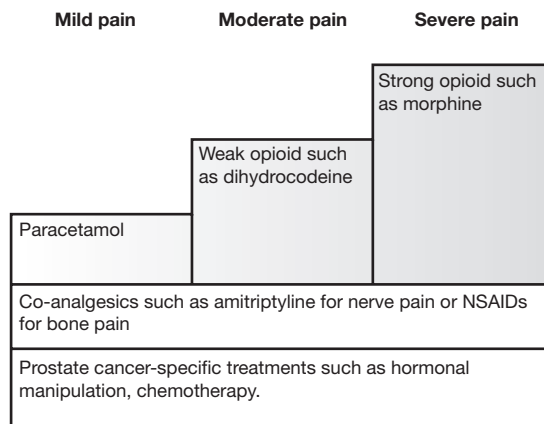 Mild pain
Moderate pain
Severe pain
Strong opioid such
as morphine
Weak opioid such
as dihydrocodeine
Paracetamol
Co-analgesics such as amitriptyline for nerve pain or NSAIDs
for bone pain
Prostate cancer-specific treatments such as hormonal
manipulation, chemotherapy.